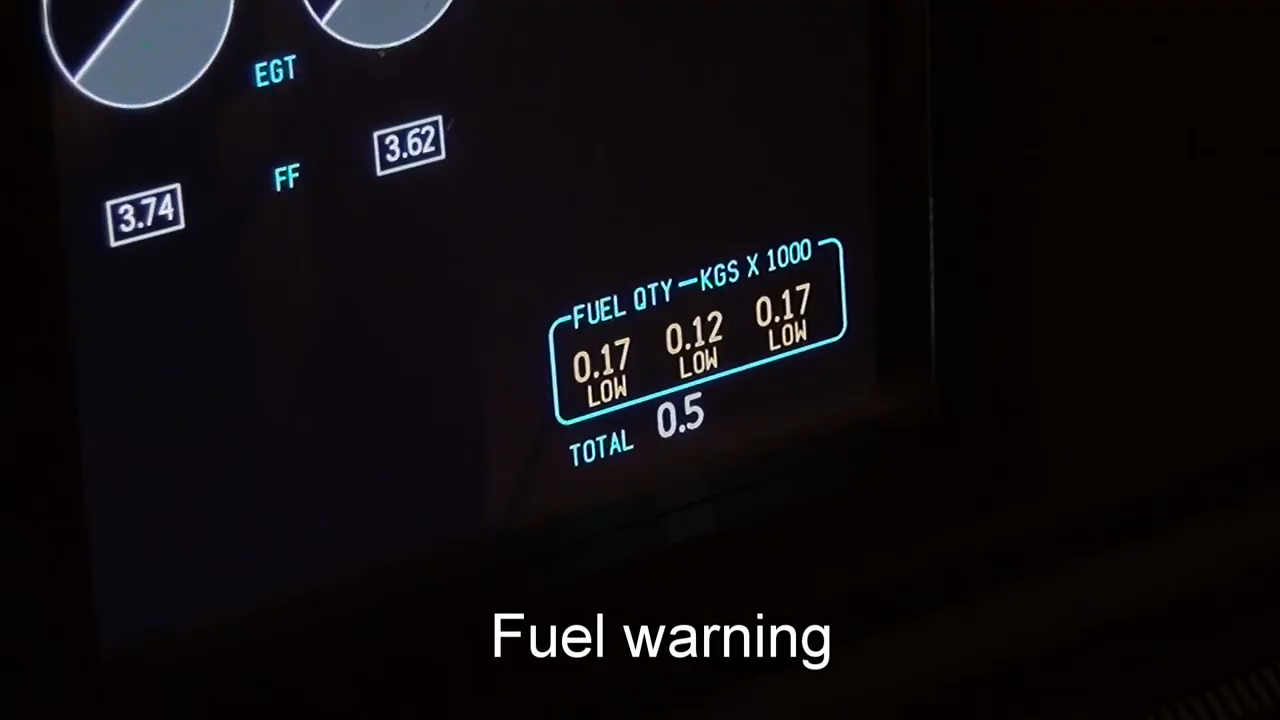 EGT
3.62
FF
3.74
FUEL QTY—KGS X 1000
0.17 0.12 0.17
LOW LOW LOW
TOTAL 0.5
Fuel warning